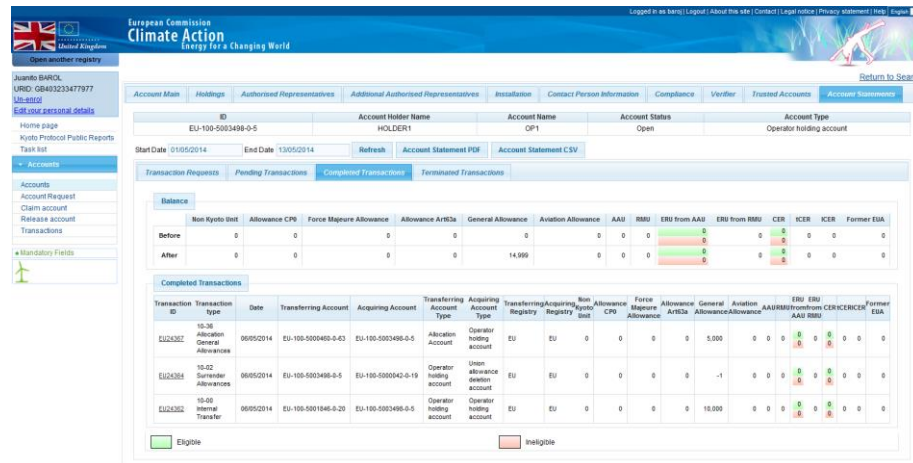 Logged in as barojj | Logout | About this site | Contact | Legal notice | Privacy statement | Help English
European Commission
Climate Action
Energy for a Changing World
United Kingdom
Open another registry
Juanito BAROL
URID: GB403233477977
Un-enrol
Edit your personal details
Home page
Kyoto Protocol Public Reports
Task list
Accounts
Accounts
Account Request
Claim account
Release account
Transactions
Mandatory Fields
Return to Sear
Account Main Holdings Authorised Representatives Additional Authorised Representatives Installation Contact Person Information Compliance Verifier Trusted Accounts Account Statements
ID Account Holder Name Account Name Account Status Account Type
EU-100-5003498-0-5 HOLDER1 OP1 Open Operator holding account
Start Date 01/05/2014 End Date 13/05/2014 Refresh Account Statement PDF Account Statement CSV
Transaction Requests Pending Transactions Completed Transactions Terminated Transactions
Balance
Non Kyoto Unit Allowance CP0 Force Majeure Allowance Allowance Art63a General Allowance Aviation Allowance AAU RMU ERU from AAU ERU from RMU CER tCER lCER Former EUA
0 0
Before 0 0 0 0 0 0 0 0 0 0 0 0
0 0
0 0
After 0 0 0 0 14,999 0 0 0 0 0 0 0
0 0
Completed Transactions
Transaction ID Transaction type Date Transferring Account Acquiring Account Transferring Account Type Acquiring Account Type Transferring Registry Acquiring Registry Non Kyoto Unit Allowance CP0 Force Majeure Allowance Allowance Art63a General Allowance Aviation Allowance AAU RMU ERU from AAU ERU from RMU CER tCER lCER Former EUA
EU24367 10-36 Allocation General Allowances 06/05/2014 EU-100-5000460-0-63 EU-100-5003498-0-5 Allocation Account Operator holding account EU EU 0 0 0 0 5,000 0 0 0 0 0 0 0 0 0 0 0
EU24364 10-02 Surrender Allowances 06/05/2014 EU-100-5003498-0-5 EU-100-5000042-0-19 Operator holding account Union allowance deletion account EU EU 0 0 0 0 -1 0 0 0 0 0 0 0 0 0 0 0
EU24362 10-00 Internal Transfer 06/05/2014 EU-100-5001846-0-20 EU-100-5003498-0-5 Operator holding account Operator holding account EU EU 0 0 0 0 10,000 0 0 0 0 0 0 0 0 0 0 0
Eligible Ineligible